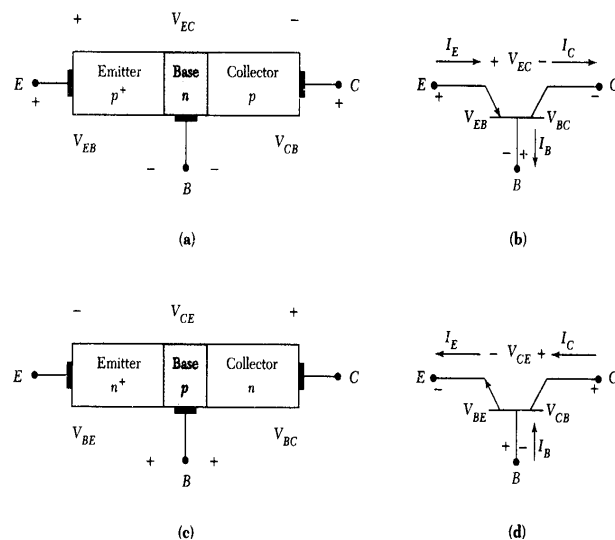 + V_EC −
Emitter Base Collector
E p⁺ n p C
+ +
V_EB V_CB
− −
B
(a)
I_E + V_EC − I_C
E C
+ −
V_EB V_BC
− + I_B
B
(b)
− V_CE +
Emitter Base Collector
E n⁺ p n C
V_BE V_BC
+ +
B
(c)
I_E − V_CE + I_C
E C
− +
V_BE V_CB
+ − I_B
B
(d)